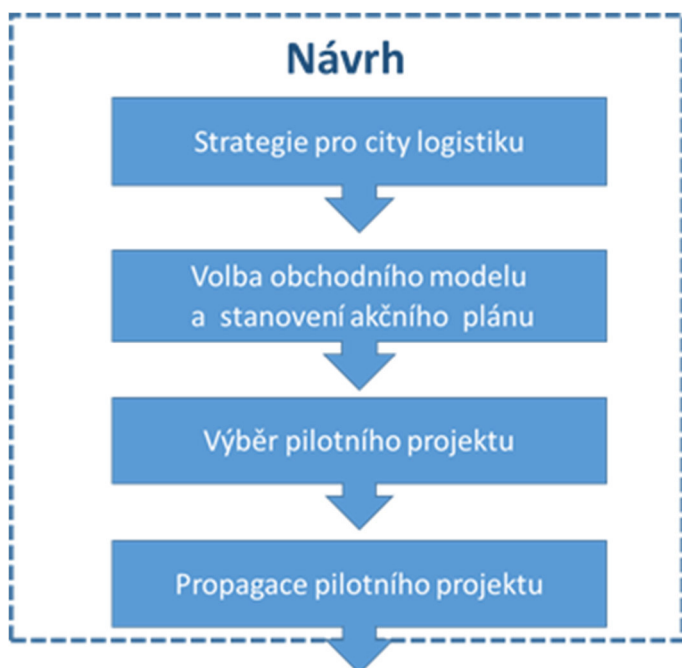 Návrh
Strategie pro city logistiku
Volba obchodního modelu
a stanovení akčního plánu
Výběr pilotního projektu
Propagace pilotního projektu